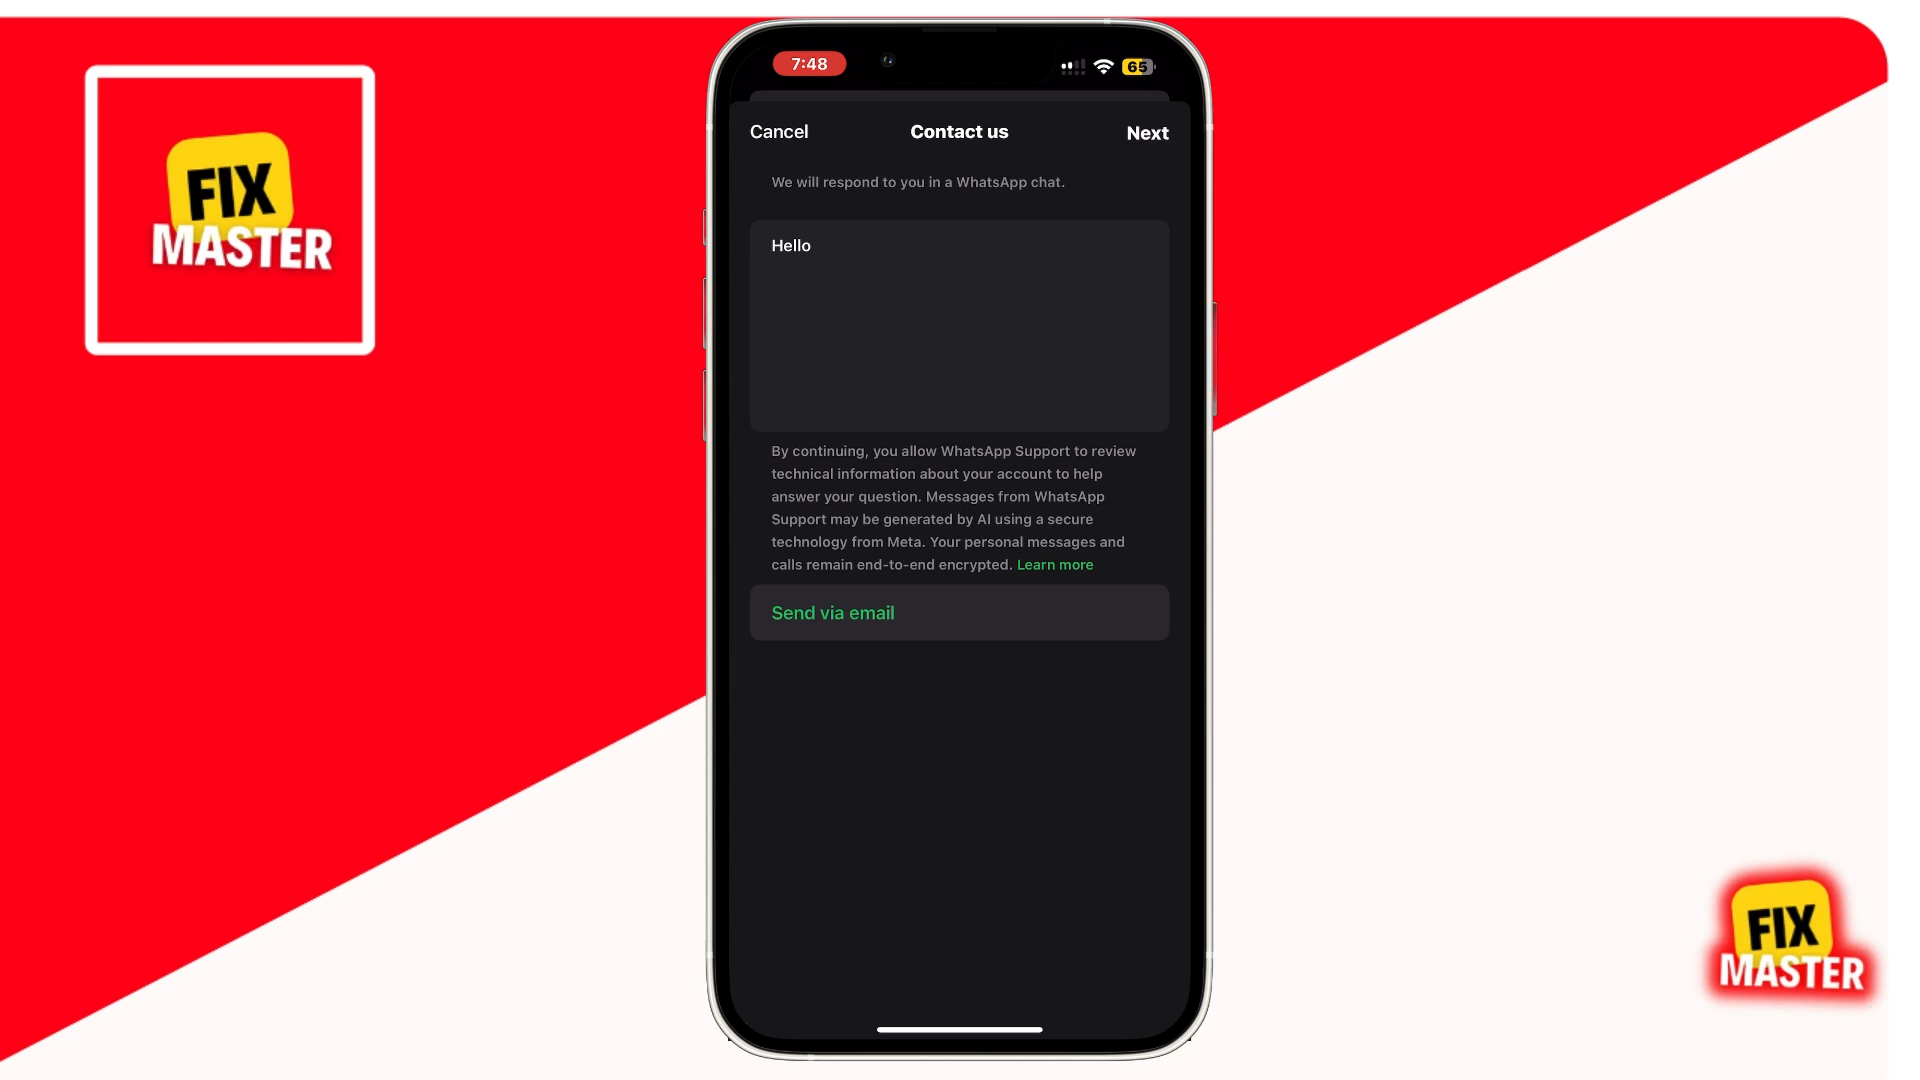 FIX
MASTER
7:48
65
Cancel
Contact us
Next
We will respond to you in a WhatsApp chat.
Hello
By continuing, you allow WhatsApp Support to review
technical information about your account to help
answer your question. Messages from WhatsApp
Support may be generated by AI using a secure
technology from Meta. Your personal messages and
calls remain end-to-end encrypted. Learn more
Send via email
FIX
MASTER